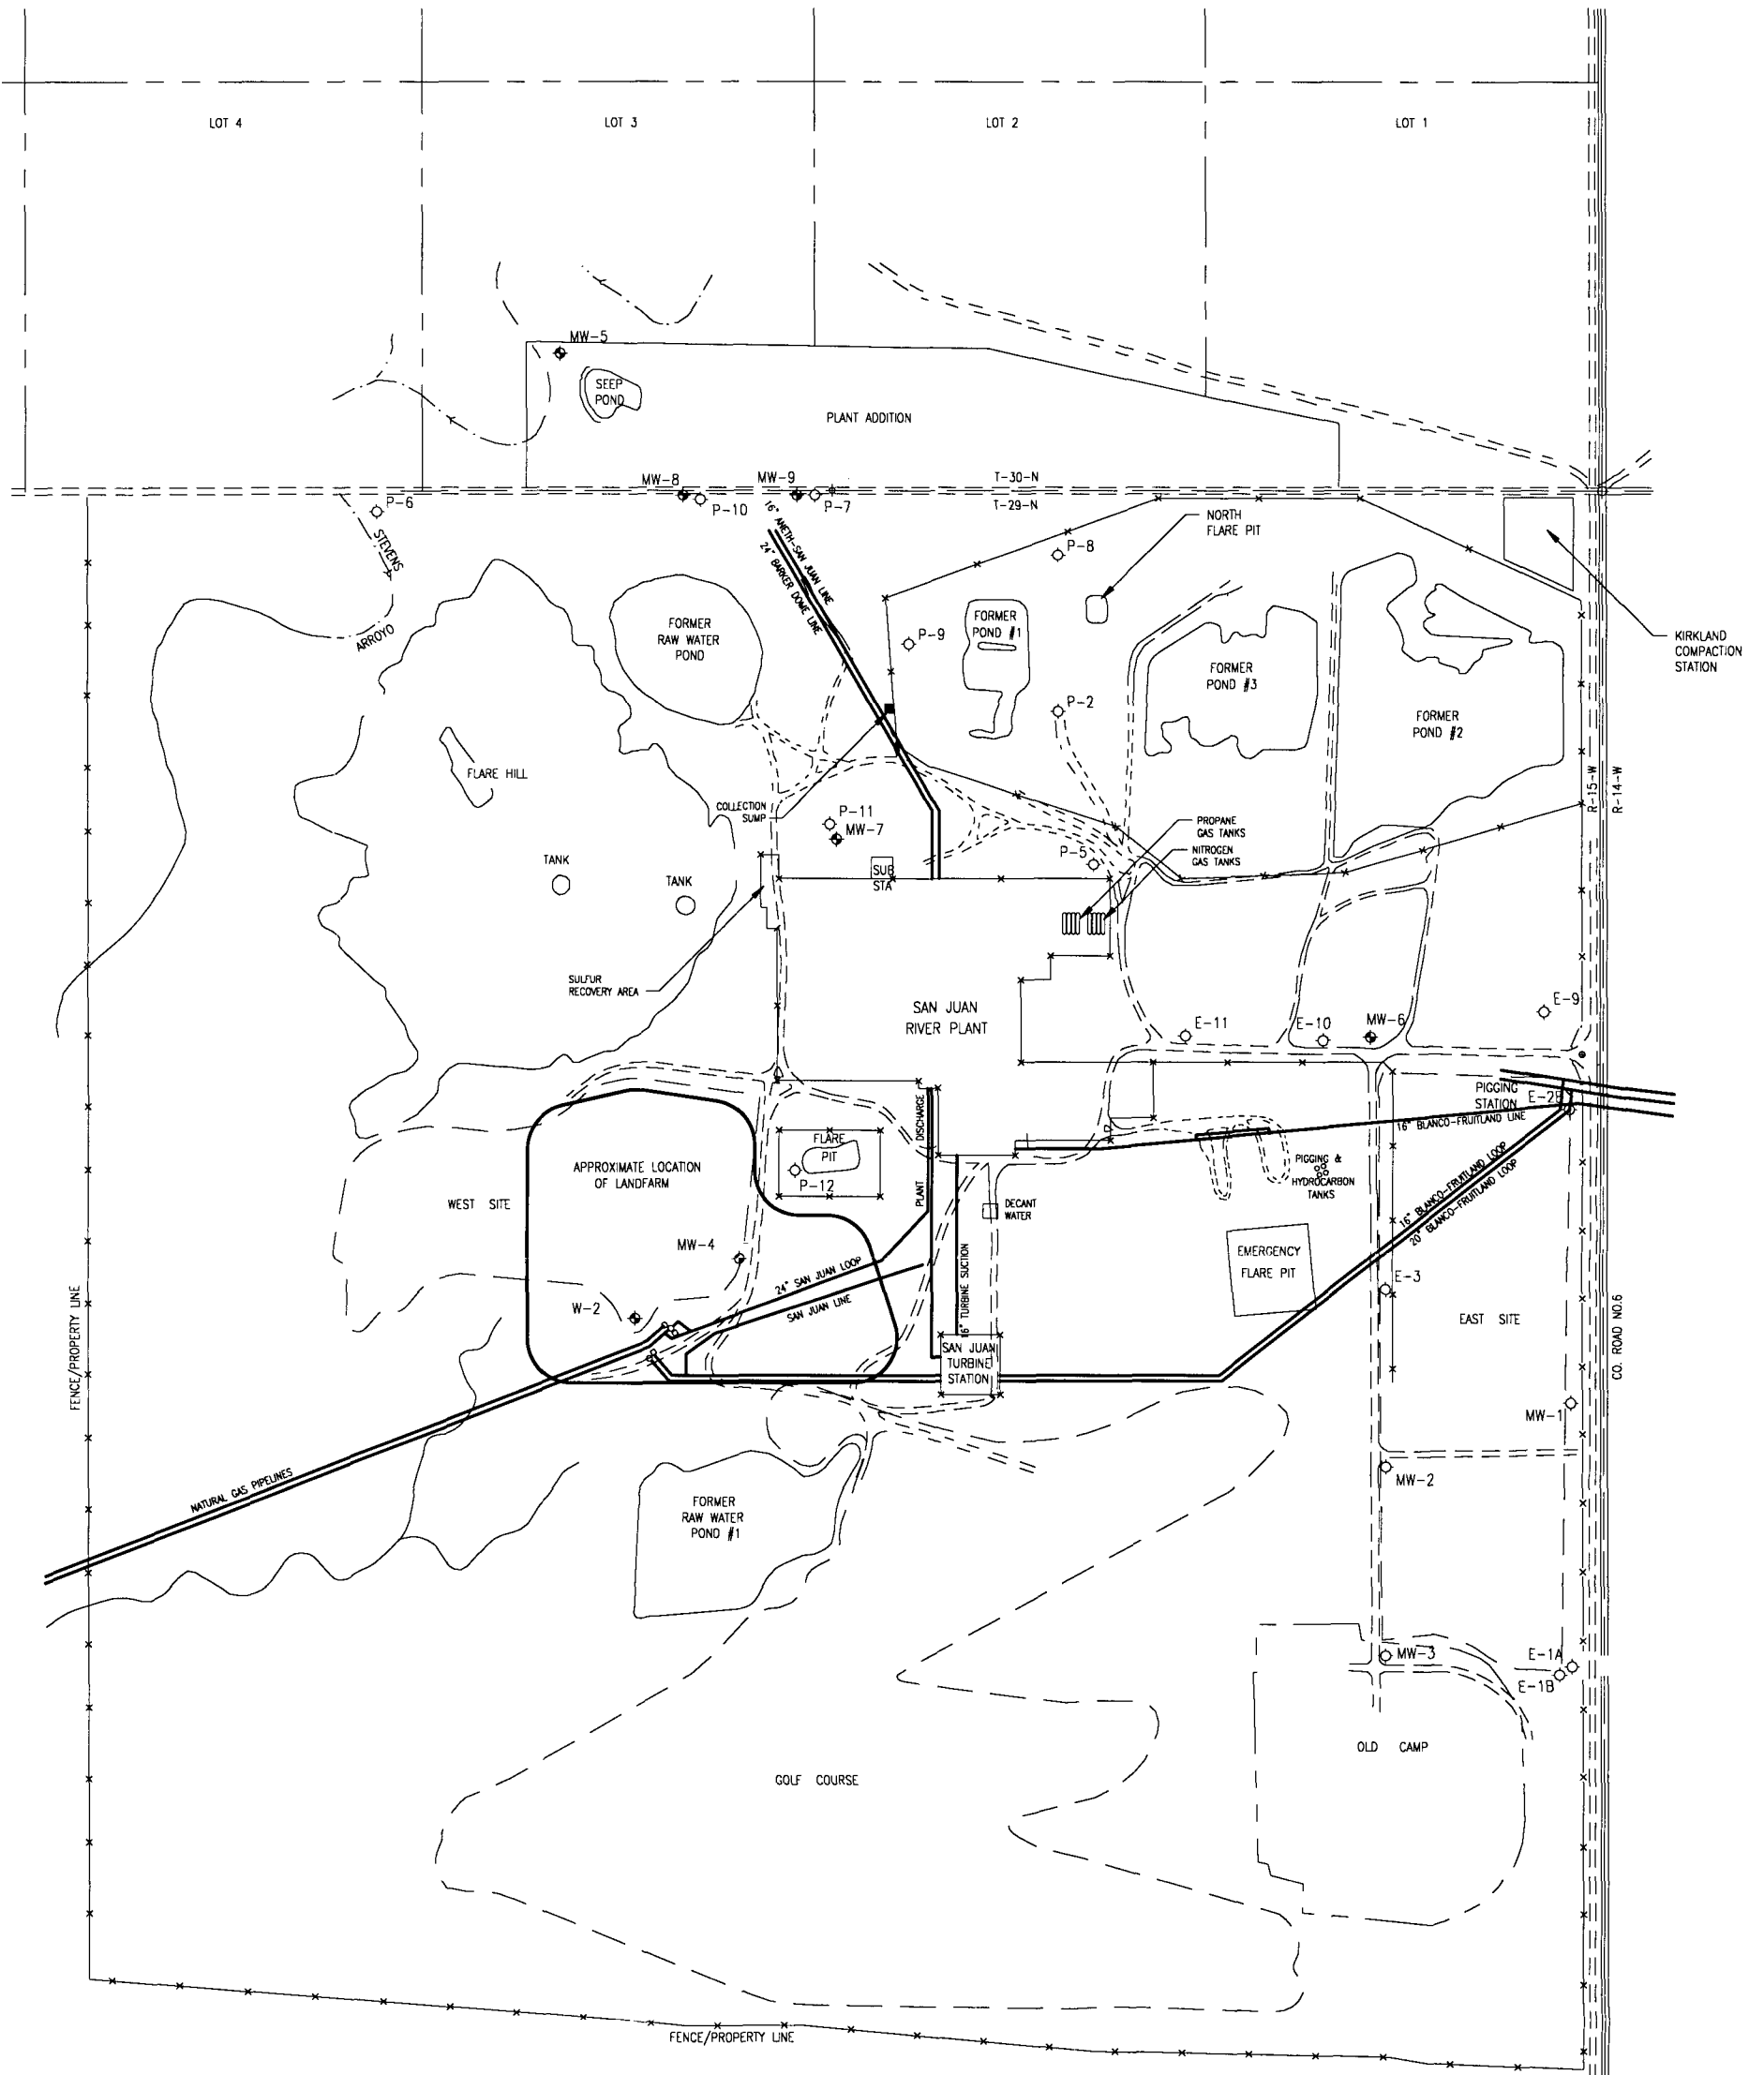 LOT 4
LOT 3
LOT 2
LOT 1
MW-5
SEEP
POND
PLANT ADDITION
MW-8
MW-9
T-30-N
P-6
P-10
P-7
T-29-N
STEVENS
ARROYO
16" ANETH-SAN JUAN LINE
24" BARKER DOME LINE
NORTH
FLARE PIT
P-8
FORMER
RAW WATER
POND
P-9
FORMER
POND #1
FORMER
POND #3
KIRKLAND
COMPACTION
STATION
P-2
FORMER
POND #2
FLARE HILL
R-15-W
R-14-W
COLLECTION
SUMP
P-11
MW-7
PROPANE
GAS TANKS
NITROGEN
GAS TANKS
P-5
TANK
TANK
SUB
STA
SULFUR
RECOVERY AREA
SAN JUAN
RIVER PLANT
E-9
E-11
E-10
MW-6
PIGGING
STATION
E-2B
16" BLANCO-FRUITLAND LINE
PLANT DISCHARGE
FLARE
PIT
P-12
APPROXIMATE LOCATION
OF LANDFARM
WEST SITE
PIGGING &
HYDROCARBON
TANKS
16" BLANCO-FRUITLAND LOOP
20" BLANCO-FRUITLAND LOOP
DECANT
WATER
MW-4
24" SAN JUAN LOOP
SAN JUAN LINE
16" TURBINE SUCTION
EMERGENCY
FLARE PIT
E-3
W-2
EAST SITE
FENCE/PROPERTY LINE
CO. ROAD NO.6
SAN JUAN
TURBINE
STATION
MW-1
MW-2
NATURAL GAS PIPELINES
FORMER
RAW WATER
POND #1
MW-3
E-1A
E-1B
OLD CAMP
GOLF COURSE
FENCE/PROPERTY LINE